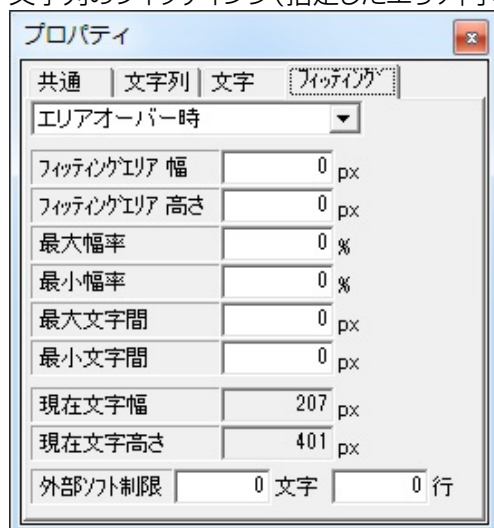 プロパティ
共通 文字列 文字 ﾌｨｯﾃｨﾝｸﾞ
エリアオーバー時
ﾌｨｯﾃｨﾝｸﾞｴﾘｱ 幅 0 px
ﾌｨｯﾃｨﾝｸﾞｴﾘｱ 高さ 0 px
最大幅率 0 %
最小幅率 0 %
最大文字間 0 px
最小文字間 0 px
現在文字幅 207 px
現在文字高さ 401 px
外部ｿﾌﾄ制限 0 文字 0 行